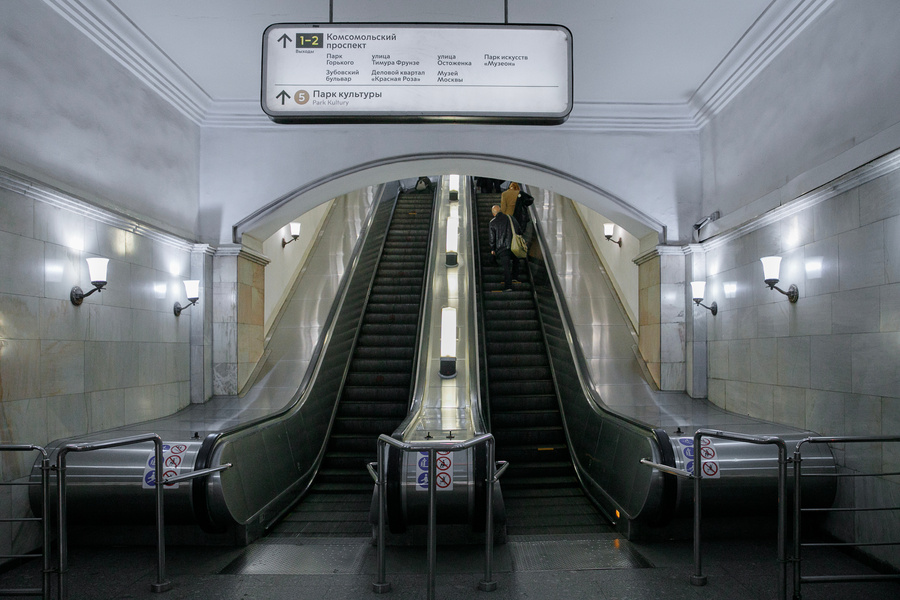 1-2 Комсомольский
Выходы проспект
Парк улица улица Парк искусств
Горького Тимура Фрунзе Остоженка «Музеон»
Зубовский Деловой квартал Музей
бульвар «Красная Роза» Москвы
5 Парк культуры
Park Kultury